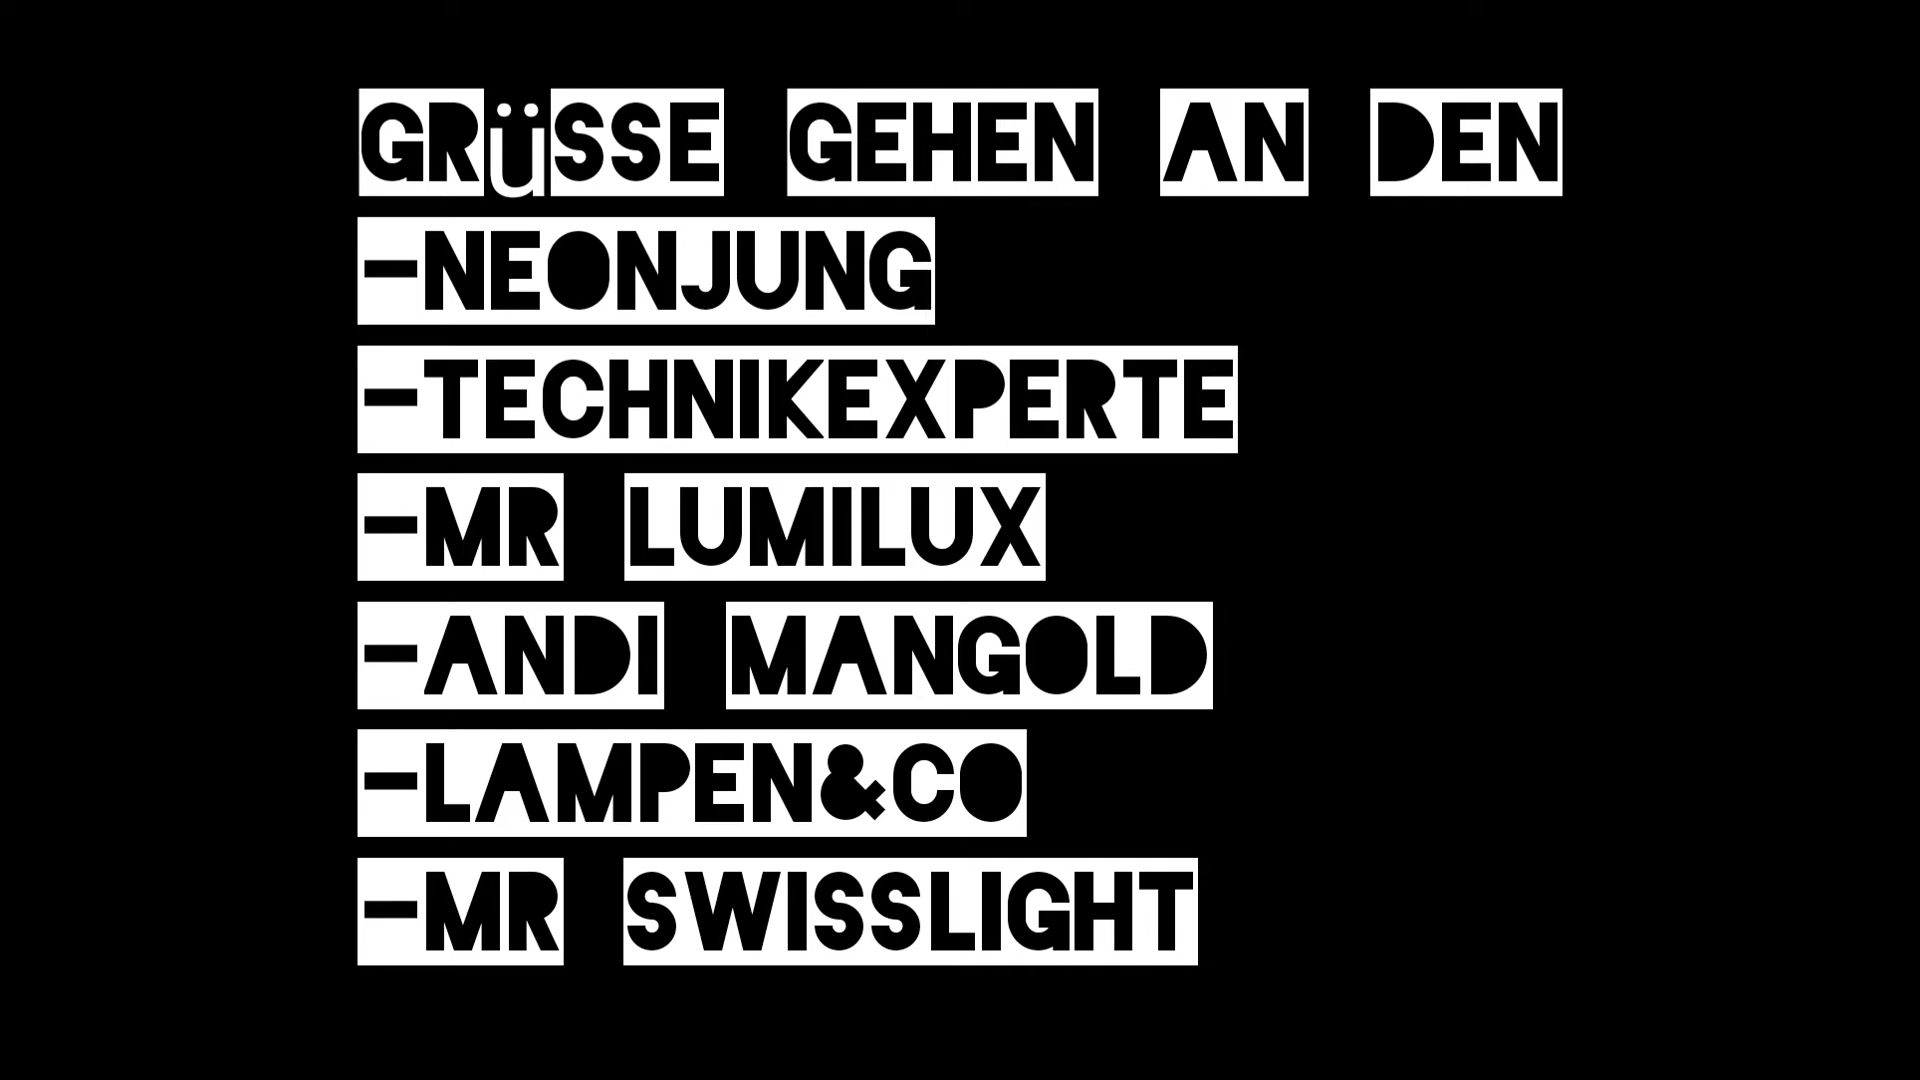 GRüSSE GEHEN AN DEN
-NEONJUNG
-TECHNIKEXPERTE
-MR LUMILUX
-ANDI MANGOLD
-LAMPEN&CO
-MR SWISSLIGHT